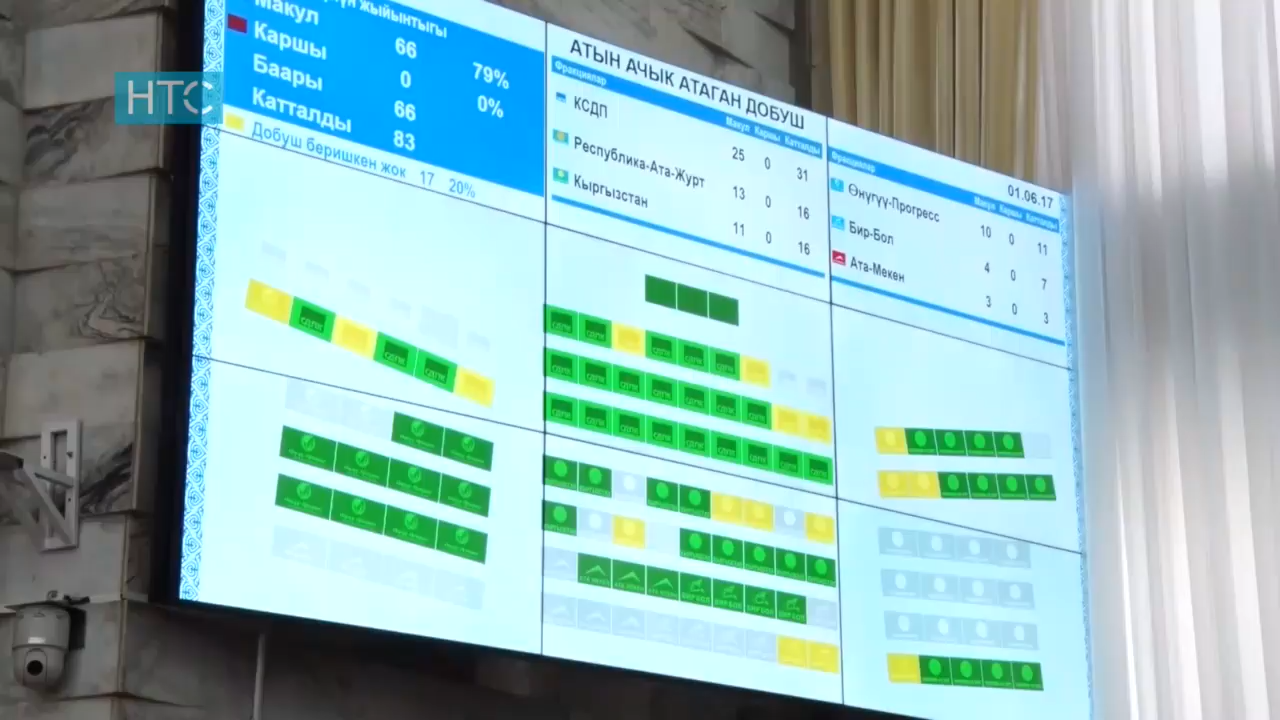 НТС
жыйынтыгы
Макул 66 79%
Каршы 0 0%
Баары 66
Катталды 83
Добуш беришкен жок 17 20%
АТЫН АЧЫК АТАГАН ДОБУШ
Фракциялар Макул Каршы Катталды
КСДП 25 0 31
Республика-Ата-Журт 13 0 16
Кыргызстан 11 0 16
01.06.17
Фракциялар Макул Каршы Катталды
Өнүгүү-Прогресс 10 0 11
Бир-Бол 4 0 7
Ата-Мекен 3 0 3